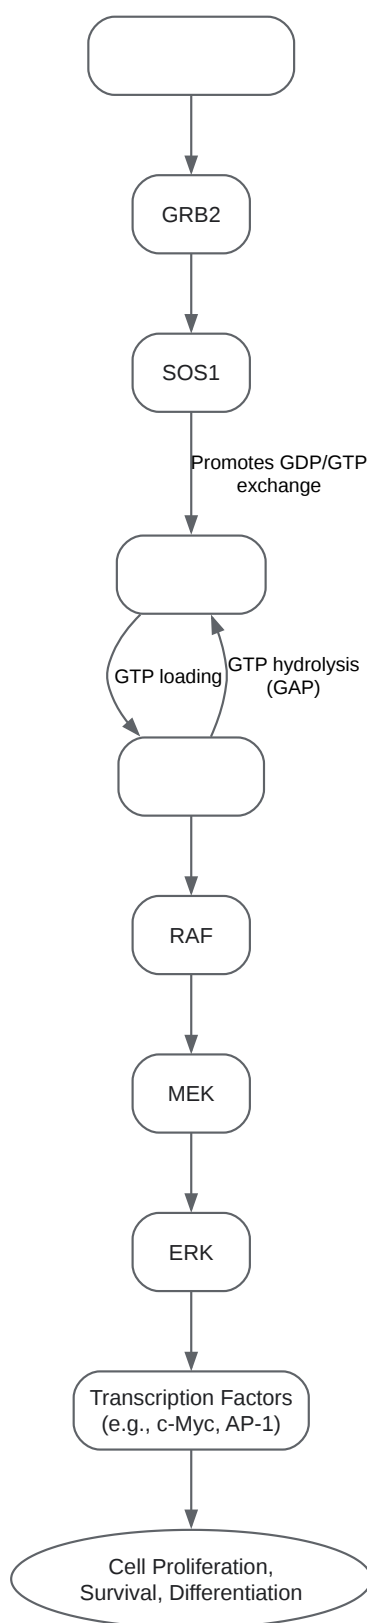 GRB2
SOS1
Promotes GDP/GTP
exchange
GTP loading
GTP hydrolysis
(GAP)
RAF
MEK
ERK
Transcription Factors
(e.g., c-Myc, AP-1)
Cell Proliferation,
Survival, Differentiation